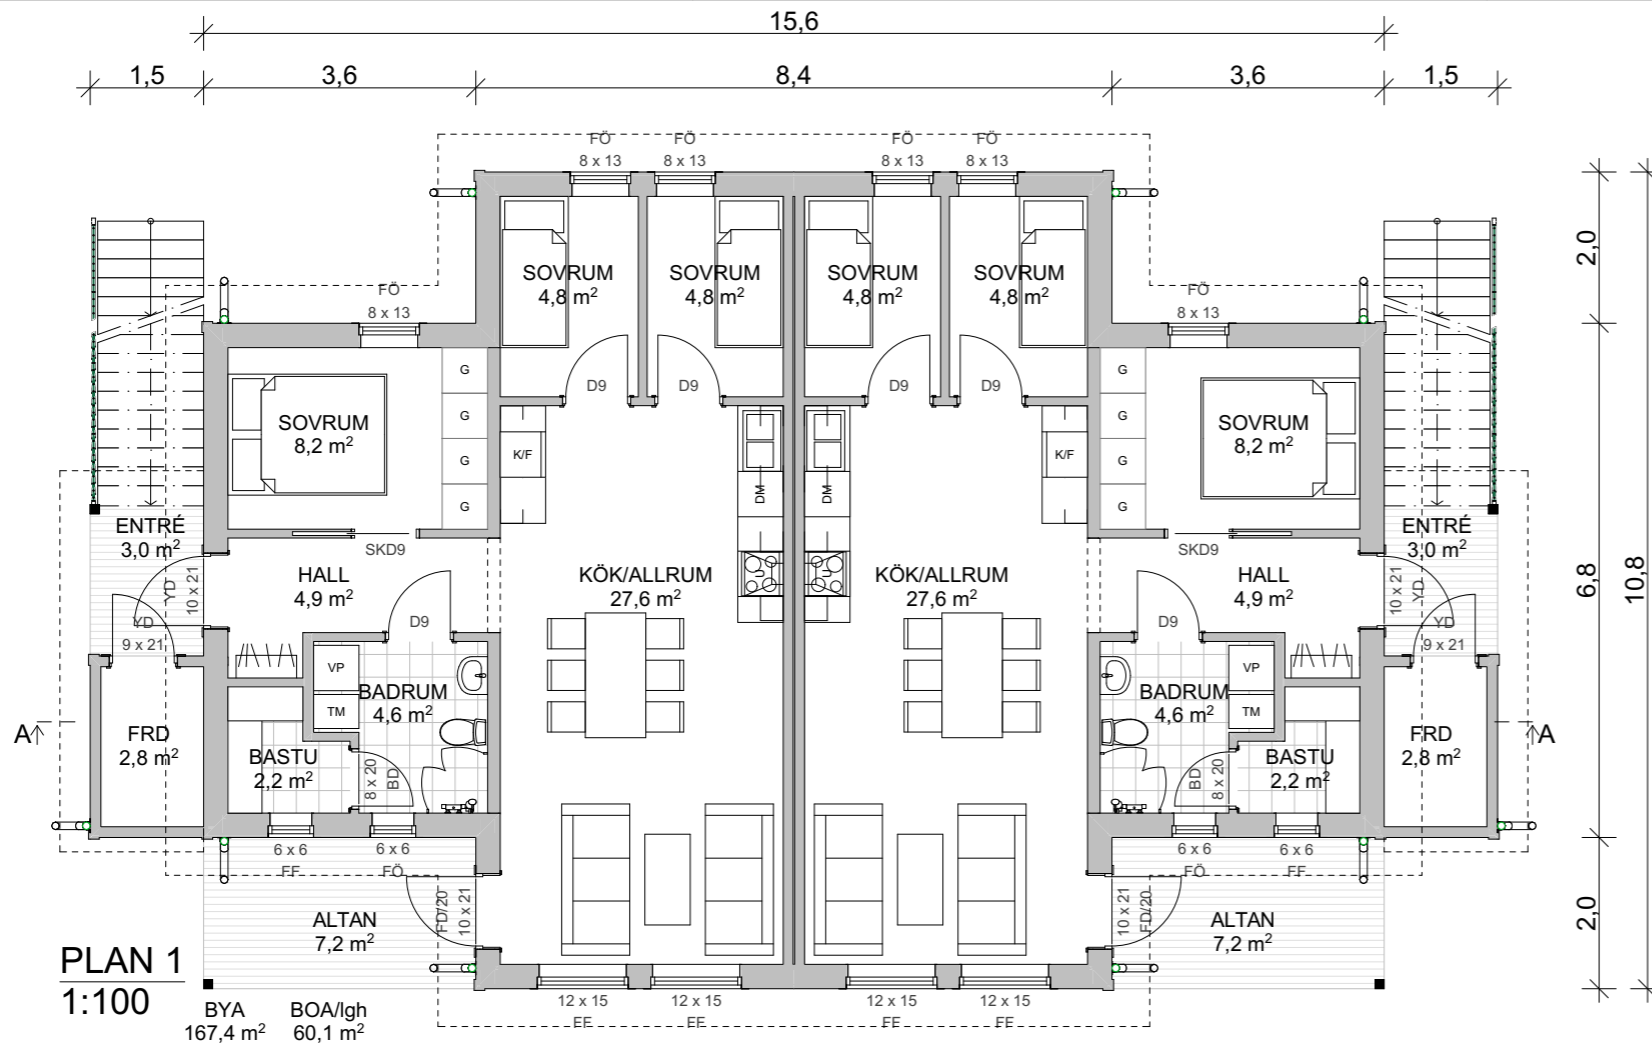 15,6
1,5 3,6 8,4 3,6 1,5
FÖ FÖ FÖ FÖ
8 x 13 8 x 13 8 x 13 8 x 13
2,0
SOVRUM SOVRUM SOVRUM SOVRUM
4,8 m² 4,8 m² 4,8 m² 4,8 m²
FÖ FÖ
8 x 13 8 x 13
G G
D9 D9 D9 D9
G G
SOVRUM SOVRUM
8,2 m² 8,2 m²
K/F K/F
G G
DM DM
G G
ENTRÉ ENTRÉ
3,0 m² 3,0 m²
SKD9 SKD9
HALL KÖK/ALLRUM KÖK/ALLRUM HALL
4,9 m² 27,6 m² 27,6 m² 4,9 m²
U U
YD 10 x 21 10 x 21 YD
6,8
10,8
D9 D9
YD YD
9 x 21 9 x 21
VP VP
BADRUM BADRUM
4,6 m² 4,6 m²
TM TM
A FRD FRD A
2,8 m² 2,8 m²
BASTU BASTU
2,2 m² 2,2 m²
8 x 20 BD BD 8 x 20
6 x 6 6 x 6 6 x 6 6 x 6
FF FÖ FÖ FF
FD/20 10 x 21 10 x 21 FD/20
2,0
ALTAN ALTAN
7,2 m² 7,2 m²
PLAN 1
1:100
12 x 15 12 x 15 12 x 15 12 x 15
FF FF FF FF
BYA BOA/lgh
167,4 m² 60,1 m²